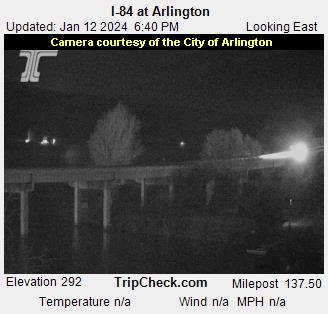 I-84 at Arlington
Updated: Jan 12 2024 6:40 PM Looking East
Camera courtesy of the City of Arlington
Elevation 292 TripCheck.com Milepost 137.50
Temperature n/a Wind n/a MPH n/a